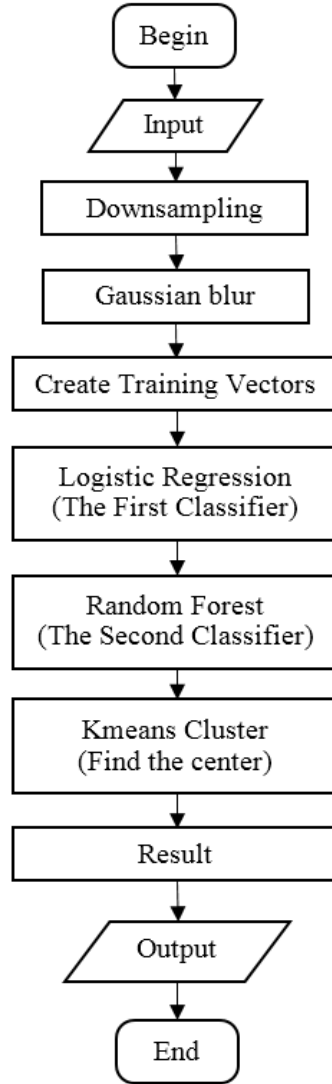 Begin
Input
Downsampling
Gaussian blur
Create Training Vectors
Logistic Regression
(The First Classifier)
Random Forest
(The Second Classifier)
Kmeans Cluster
(Find the center)
Result
Output
End